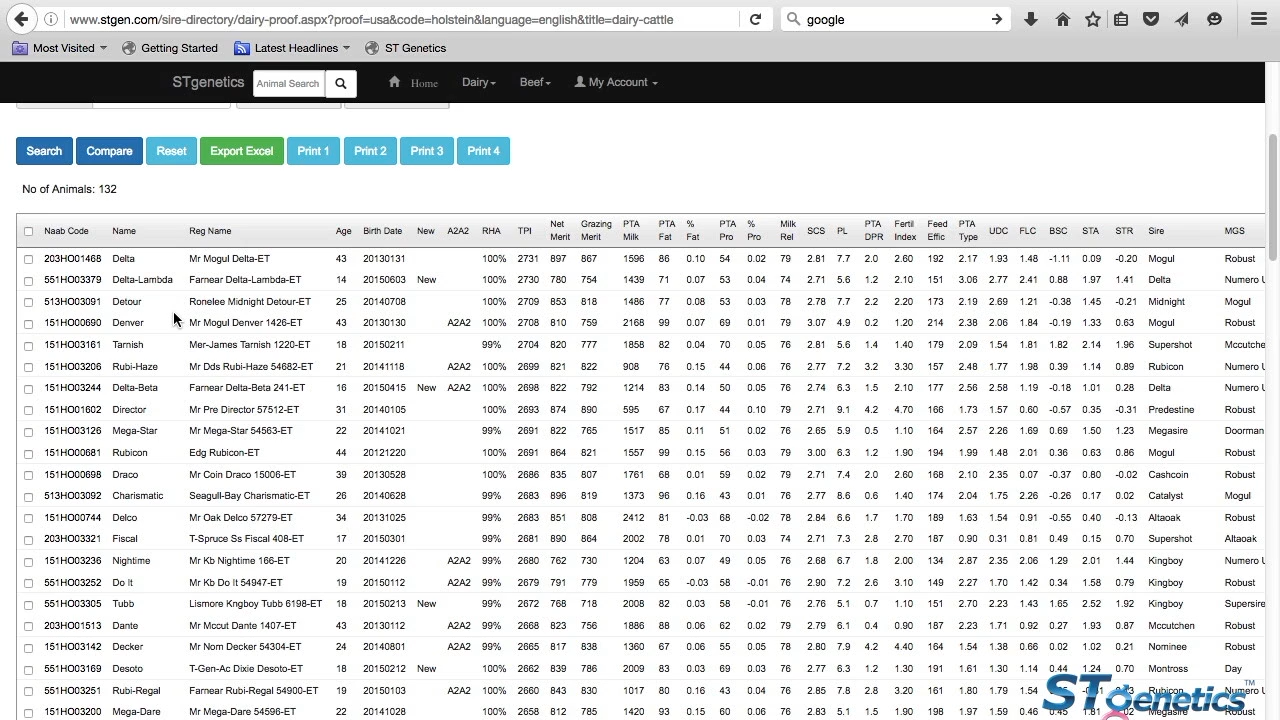 www.stgen.com/sire-directory/dairy-proof.aspx?proof=usa&code=holstein&language=english&title=dairy-cattle google
Most Visited Getting Started Latest Headlines ST Genetics
STgenetics Animal Search Home Dairy Beef My Account
Search Compare Reset Export Excel Print 1 Print 2 Print 3 Print 4
No of Animals: 132
Naab Code Name Reg Name Age Birth Date New A2A2 RHA TPI Net Merit Grazing Merit PTA Milk PTA Fat % Fat PTA Pro % Pro Milk Rel SCS PL PTA DPR Fertil Index Feed Effic PTA Type UDC FLC BSC STA STR Sire MGS
203HO01468 Delta Mr Mogul Delta-ET 43 20130131 100% 2731 897 867 1596 86 0.10 54 0.02 79 2.81 7.7 2.0 2.60 192 2.17 1.93 1.48 -1.11 0.09 -0.20 Mogul Robust
551HO03379 Delta-Lambda Farnear Delta-Lambda-ET 14 20150603 New 100% 2730 780 754 1439 71 0.07 53 0.04 76 2.71 5.6 1.2 2.10 151 3.06 2.77 2.41 0.88 1.97 1.41 Delta Numero
513HO03091 Detour Ronelee Midnight Detour-ET 25 20140708 100% 2709 853 818 1486 77 0.08 53 0.03 78 2.78 7.7 2.2 2.20 173 2.19 2.69 1.21 -0.38 1.45 -0.21 Midnight Mogul
151HO00690 Denver Mr Mogul Denver 1426-ET 43 20130130 A2A2 100% 2708 810 759 2168 99 0.07 69 0.01 79 3.07 4.9 0.2 1.20 214 2.38 2.06 1.84 -0.19 1.33 0.63 Mogul Robust
151HO03161 Tarnish Mer-James Tarnish 1220-ET 18 20150211 99% 2704 820 777 1858 82 0.04 70 0.05 76 2.81 5.6 1.4 1.40 179 2.09 1.54 1.81 1.82 2.14 1.96 Supershot Mccutche
151HO03206 Rubi-Haze Mr Dds Rubi-Haze 54682-ET 21 20141118 A2A2 100% 2699 821 822 908 76 0.15 44 0.06 76 2.77 7.2 3.2 3.30 157 2.48 1.77 1.98 0.39 1.14 0.89 Rubicon Robust
151HO03244 Delta-Beta Farnear Delta-Beta 241-ET 16 20150415 New A2A2 100% 2698 822 792 1214 83 0.14 50 0.05 76 2.74 6.3 1.5 2.10 177 2.56 2.58 1.19 -0.18 1.01 0.28 Delta Numero
151HO01602 Director Mr Pre Director 57512-ET 31 20140105 100% 2693 874 890 595 67 0.17 44 0.10 79 2.71 9.1 4.2 4.70 166 1.73 1.57 0.60 -0.57 0.35 -0.31 Predestine Robust
151HO03126 Mega-Star Mr Mega-Star 54563-ET 22 20141021 99% 2691 822 765 1517 85 0.11 51 0.02 76 2.65 5.9 0.5 1.10 164 2.57 2.26 1.69 0.69 1.50 1.23 Megasire Doorman
151HO00681 Rubicon Edg Rubicon-ET 44 20121220 100% 2691 864 821 1557 99 0.15 56 0.03 79 3.00 6.3 1.2 1.90 194 1.99 1.48 2.01 0.36 0.63 0.86 Mogul Robust
151HO00698 Draco Mr Coin Draco 15006-ET 39 20130528 100% 2686 835 807 1761 68 0.01 59 0.02 79 2.71 7.4 2.0 2.60 168 2.10 2.35 0.07 -0.37 0.80 -0.02 Cashcoin Robust
513HO03092 Charismatic Seagull-Bay Charismatic-ET 26 20140628 99% 2683 896 819 1373 96 0.16 43 0.01 76 2.77 8.6 0.6 1.40 174 2.04 1.75 2.26 -0.26 0.17 0.02 Catalyst Mogul
151HO00744 Delco Mr Oak Delco 57279-ET 34 20131025 99% 2683 851 808 2412 81 -0.03 68 -0.02 78 2.84 6.6 1.7 1.70 189 1.63 1.54 0.91 -0.55 0.40 -0.13 Altaoak Robust
203HO03321 Fiscal T-Spruce Ss Fiscal 408-ET 17 20150301 99% 2681 890 864 2002 78 0.01 70 0.03 74 2.71 7.3 2.8 2.70 187 0.90 0.31 0.81 0.49 0.15 0.70 Supershot Altaoak
151HO03236 Nightime Mr Kb Nightime 166-ET 20 20141226 A2A2 99% 2680 762 730 1204 63 0.07 49 0.05 76 2.68 6.7 1.8 2.00 134 2.87 2.35 2.06 1.29 2.01 1.44 Kingboy Numero
551HO03252 Do It Mr Kb Do It 54947-ET 19 20150112 A2A2 99% 2679 791 779 1959 65 -0.03 58 -0.01 76 2.90 7.2 2.6 3.10 149 2.27 1.70 1.42 0.34 1.58 0.79 Kingboy Robust
551HO03305 Tubb Lismore Kngboy Tubb 6198-ET 18 20150213 New 99% 2672 768 718 2008 82 0.03 58 -0.01 76 2.76 5.1 0.7 1.10 151 2.70 2.23 1.43 1.65 2.52 1.92 Kingboy Supersire
203HO01513 Dante Mr Mccut Dante 1407-ET 43 20130112 A2A2 99% 2668 823 756 1886 88 0.06 62 0.02 79 2.79 6.1 0.4 0.90 187 2.23 1.71 0.92 0.27 1.93 0.87 Mccutchen Robust
151HO03142 Decker Mr Nom Decker 54304-ET 24 20140801 A2A2 99% 2665 817 838 1360 67 0.06 55 0.05 78 2.80 7.9 4.2 4.40 164 1.54 1.38 0.66 0.02 1.02 0.21 Nominee Robust
551HO03169 Desoto T-Gen-Ac Dixie Desoto-ET 18 20150212 New 100% 2662 839 786 2009 83 0.03 69 0.03 76 2.77 6.3 1.2 1.30 191 1.61 1.30 1.14 0.44 1.24 0.70 Montross Day
551HO03251 Rubi-Regal Farnear Rubi-Regal 54900-ET 19 20150103 A2A2 100% 2660 843 830 1017 80 0.16 43 0.04 76 2.85 7.8 2.8 3.20 161 1.80 1.79 Rubicon
151HO03200 Mega-Dare Mr Mega-Dare 54596-ET 22 20141028 99% 2660 812 785 1420 93 0.15 60 0.06 76 2.83 5.1 1.5 1.90 198 1.97 1.59
STgenetics™